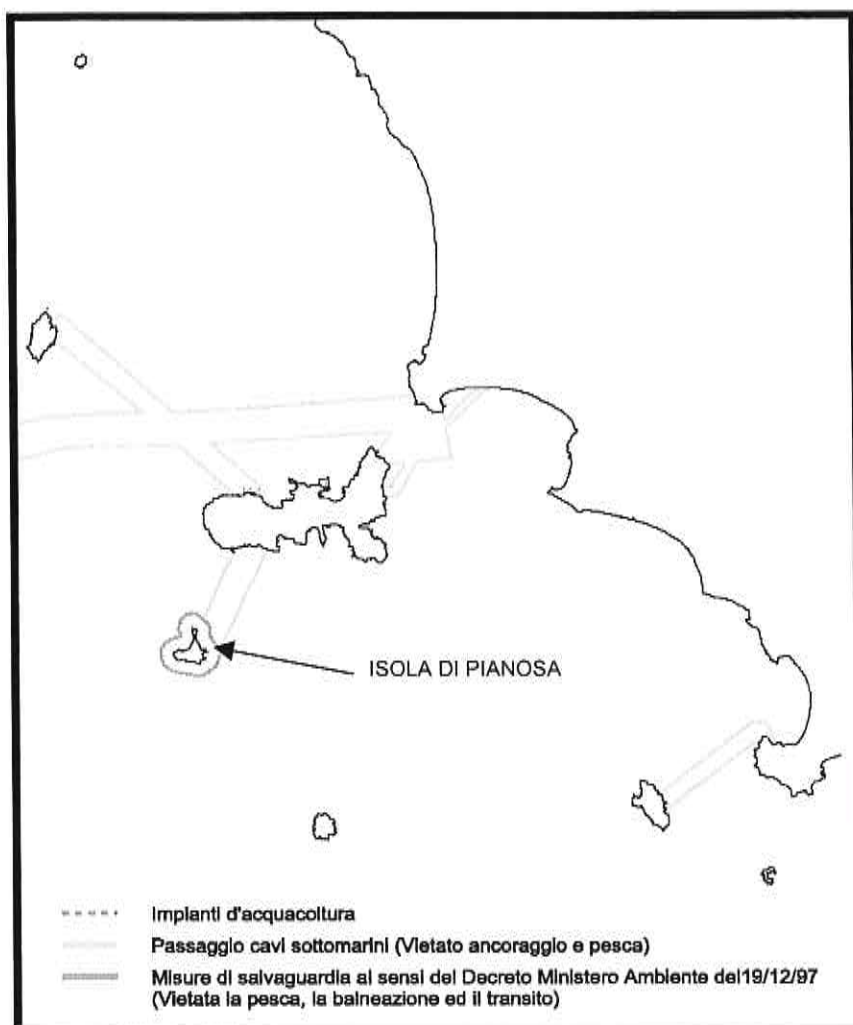 ISOLA DI PIANOSA
Impianti d'acquacoltura
Passaggio cavi sottomarini (Vietato ancoraggio e pesca)
Misure di salvaguardia ai sensi del Decreto Ministero Ambiente del19/12/97
(Vietata la pesca, la balneazione ed il transito)